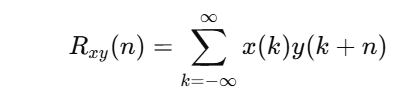 R_{xy}(n) = \sum_{k=-\infty}^{\infty} x(k)y(k+n)